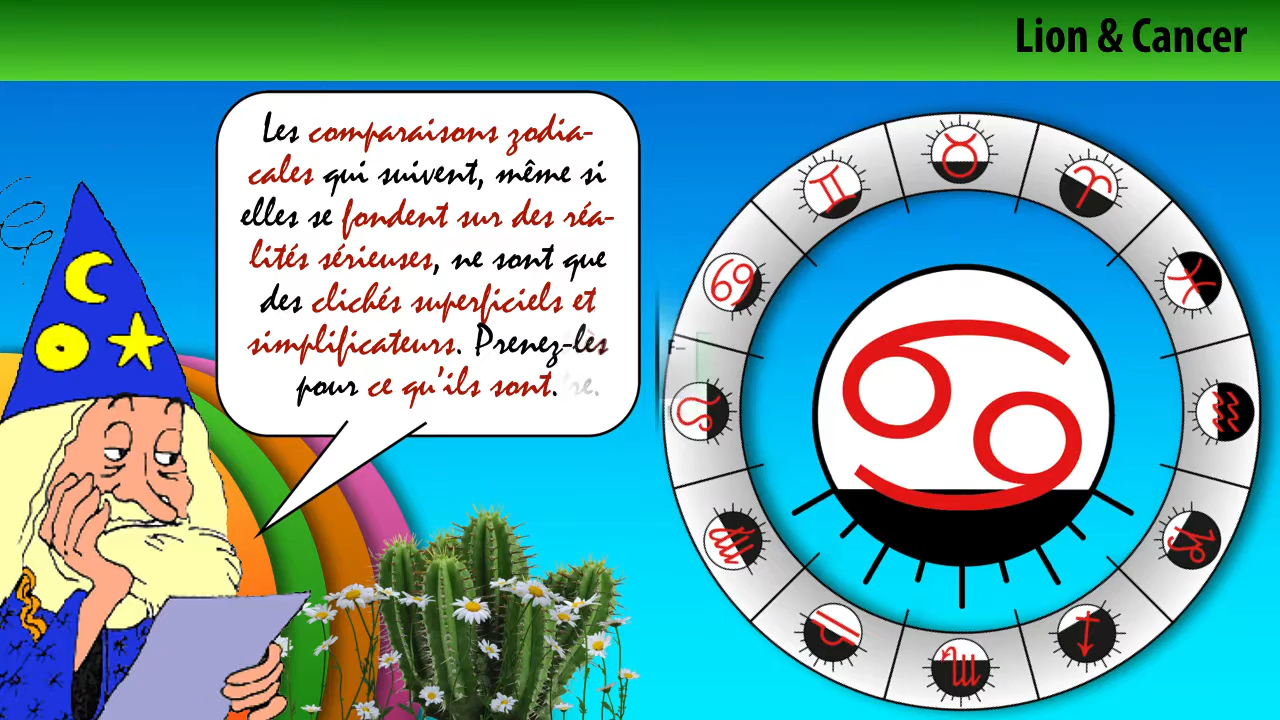 Lion & Cancer
Les comparaisons zodia-
cales qui suivent, même si
elles se fondent sur des réa-
lités sérieuses, ne sont que
des clichés superficiels et
simplificateurs. Prenez-les
pour ce qu'ils sont.